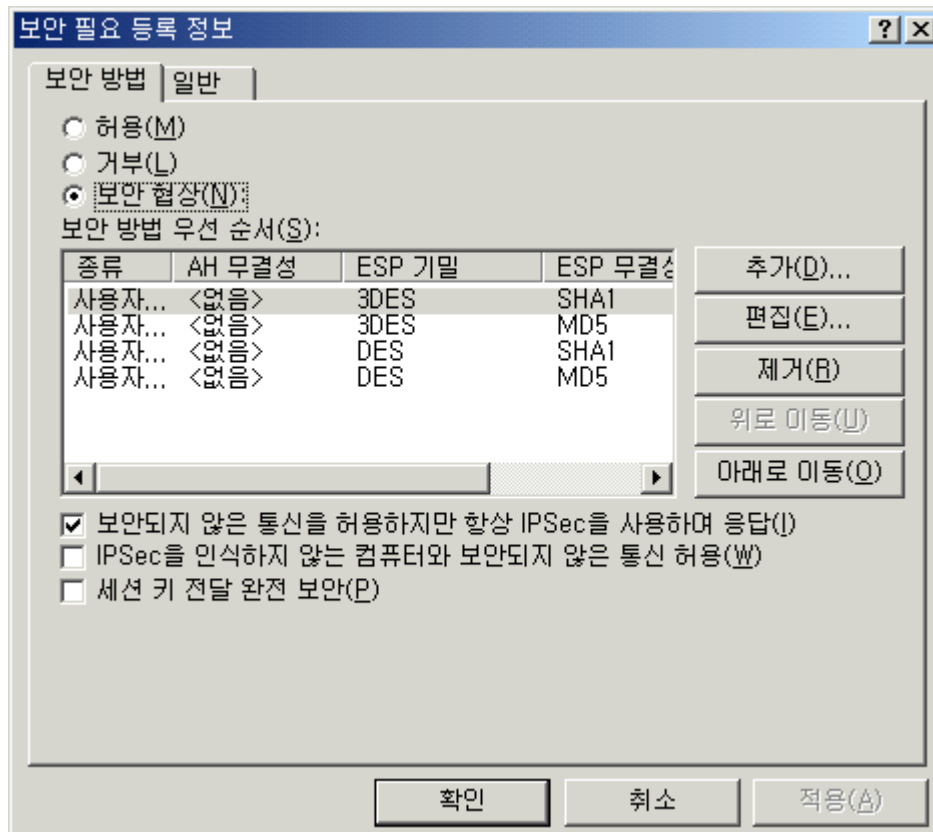 보안 필요 등록 정보
보안 방법 일반
허용(M)
거부(L)
보안 협상(N):
보안 방법 우선 순서(S):
종류 AH 무결성 ESP 기밀 ESP 무결성
사용자... <없음> 3DES SHA1
사용자... <없음> 3DES MD5
사용자... <없음> DES SHA1
사용자... <없음> DES MD5
추가(D)...
편집(E)...
제거(R)
위로 이동(U)
아래로 이동(O)
보안되지 않은 통신을 허용하지만 항상 IPSec을 사용하며 응답(I)
IPSec을 인식하지 않는 컴퓨터와 보안되지 않은 통신 허용(W)
세션 키 전달 완전 보안(P)
확인 취소 적용(A)